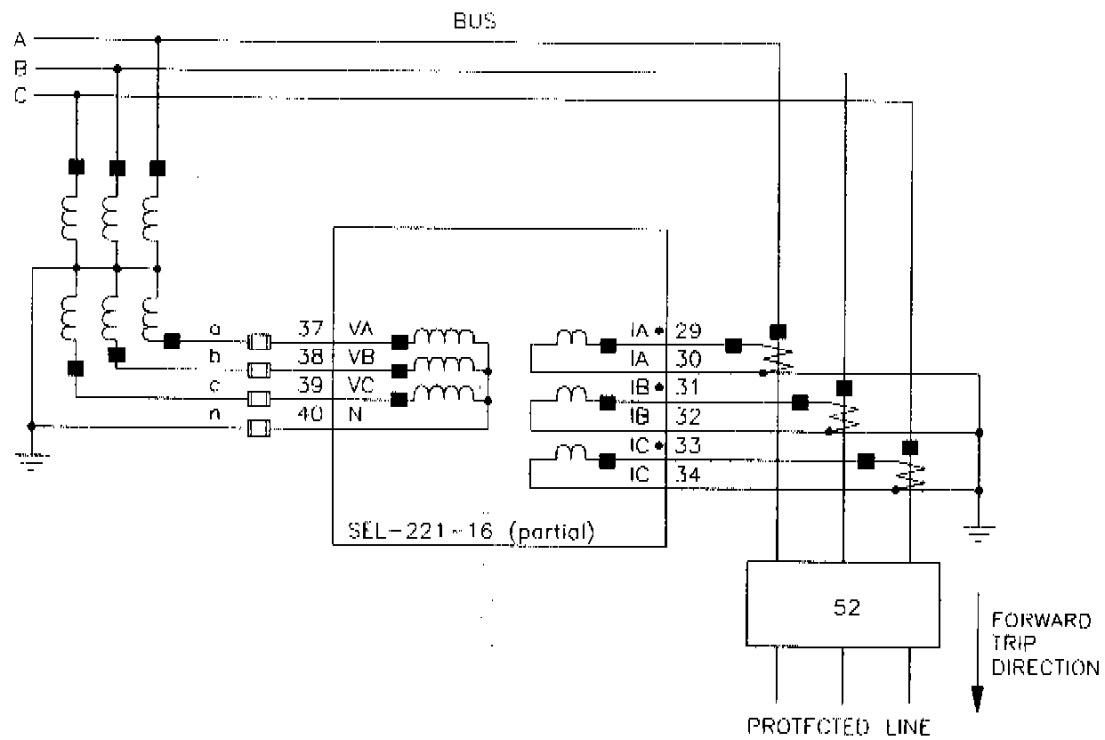 BUS
A
B
C
a 37 VA
b 38 VB
c 39 VC
n 40 N
IA• 29
IA 30
IB• 31
IB 32
IC• 33
IC 34
SEL-221-16 (partial)
52
FORWARD
TRIP
DIRECTION
PROTECTED LINE